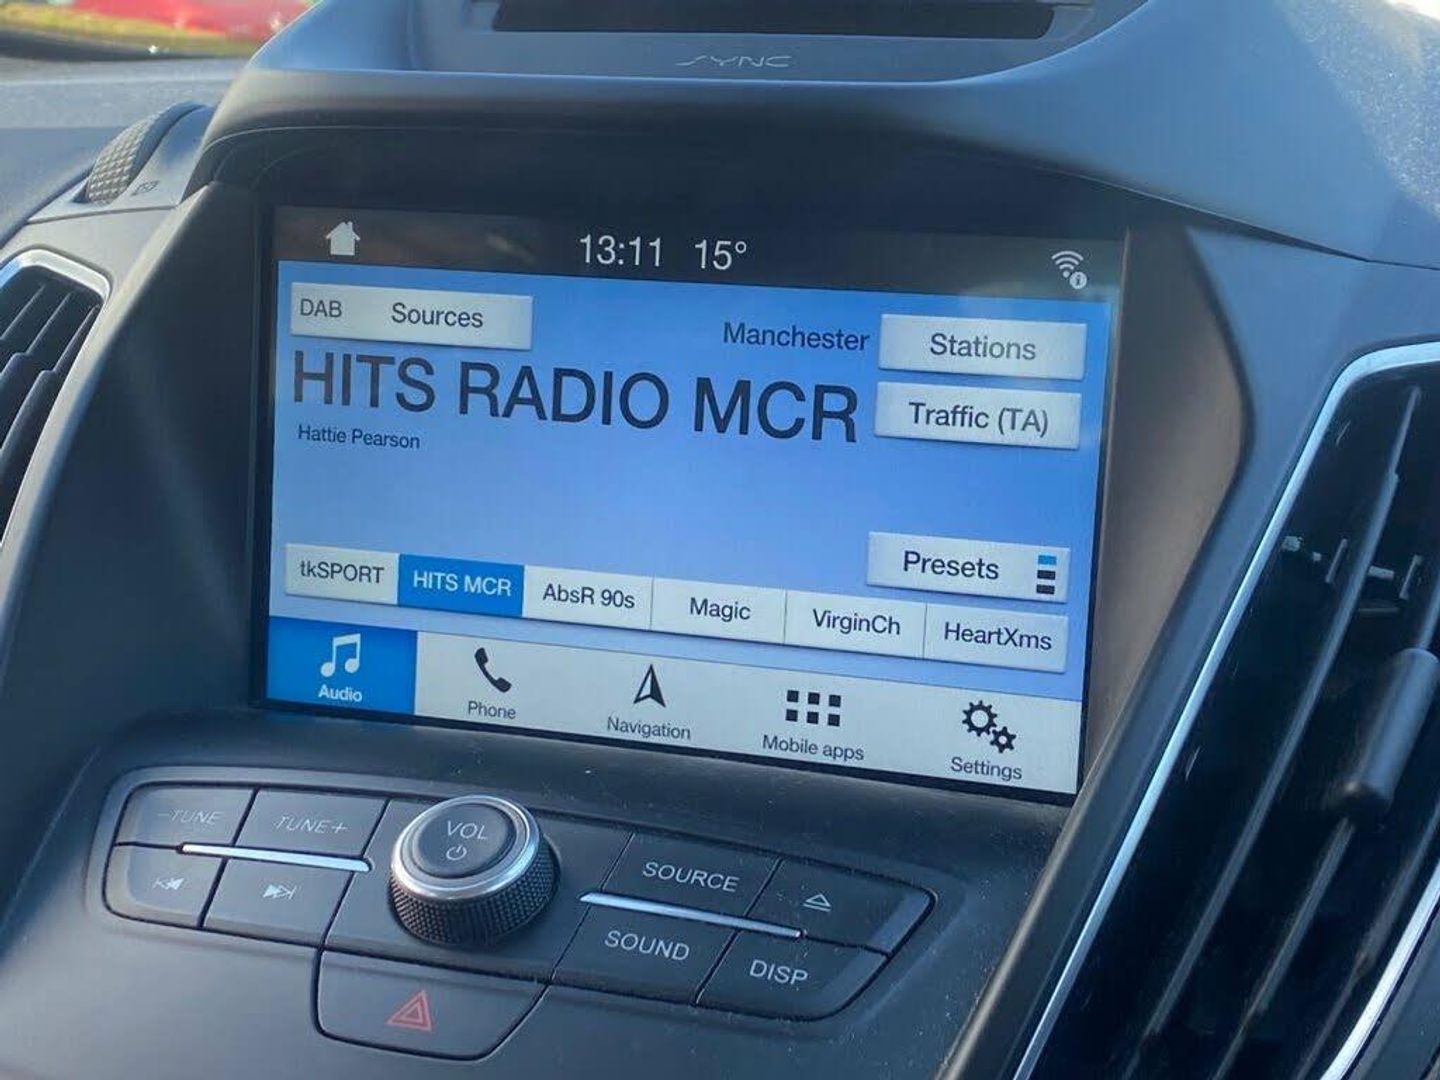 SYNC
13:11 15°
DAB Sources
Manchester Stations
HITS RADIO MCR
Traffic (TA)
Hattie Pearson
Presets
tkSPORT HITS MCR AbsR 90s Magic VirginCh HeartXms
Audio Phone Navigation Mobile apps Settings
-TUNE TUNE+
VOL
SOURCE
SOUND DISP